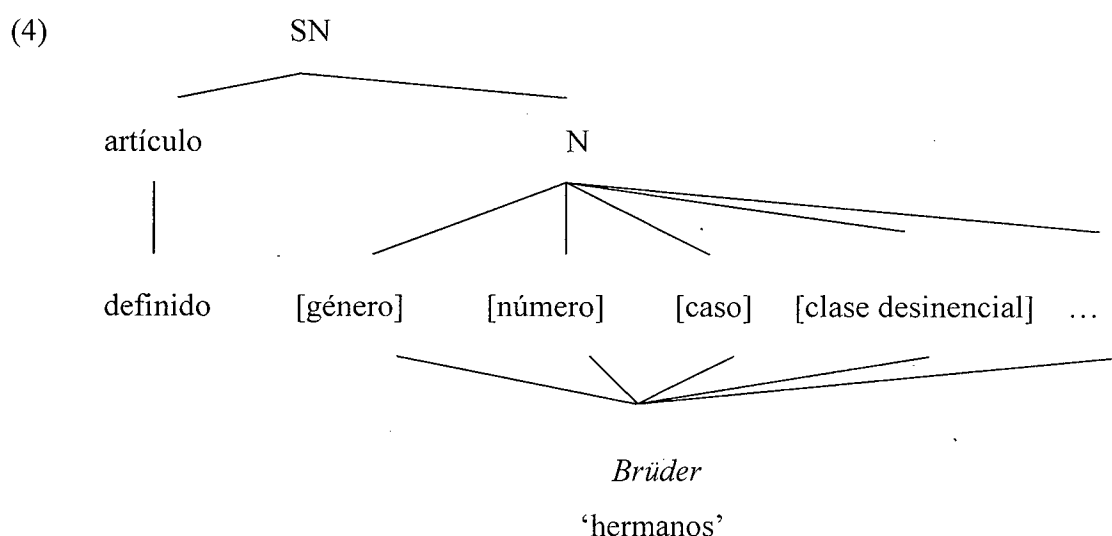 (4) SN
artículo N
definido [género] [número] [caso] [clase desinencial] ...
Brüder
‘hermanos’